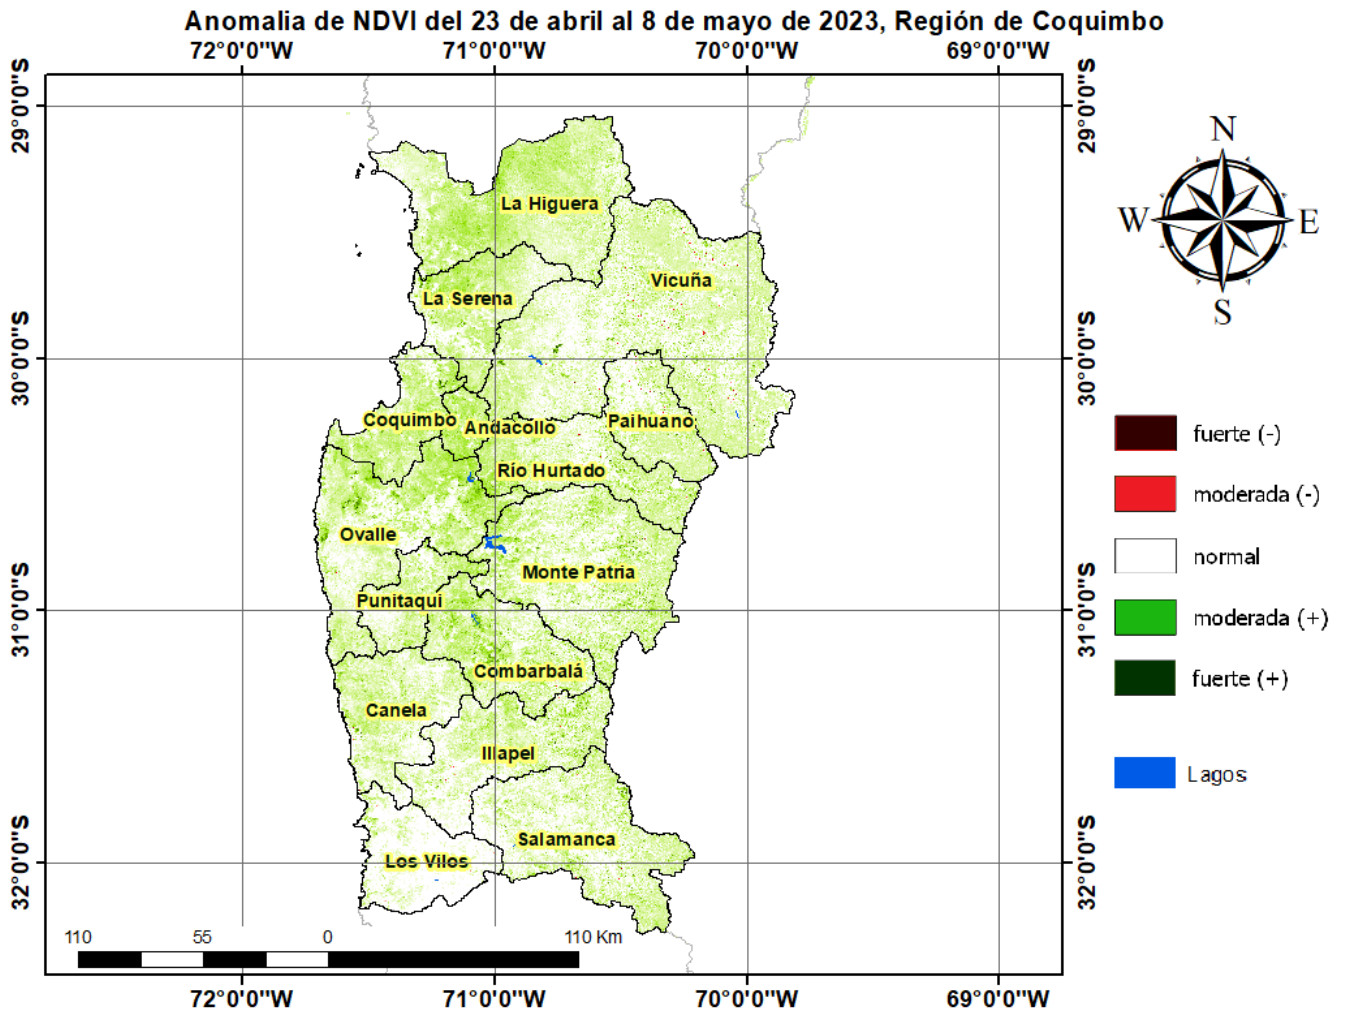 Anomalia de NDVI del 23 de abril al 8 de mayo de 2023, Región de Coquimbo
72°0'0"W 71°0'0"W 70°0'0"W 69°0'0"W
29°0'0"S 29°0'0"S
30°0'0"S 30°0'0"S
31°0'0"S 31°0'0"S
32°0'0"S 32°0'0"S
La Higuera
Vicuña
La Serena
Coquimbo
Andacollo
Paihuano
Río Hurtado
Ovalle
Monte Patria
Punitaqui
Combarbalá
Canela
Illapel
Salamanca
Los Vilos
110 55 0 110 Km
72°0'0"W 71°0'0"W 70°0'0"W 69°0'0"W
N
W E
S
fuerte (-)
moderada (-)
normal
moderada (+)
fuerte (+)
Lagos